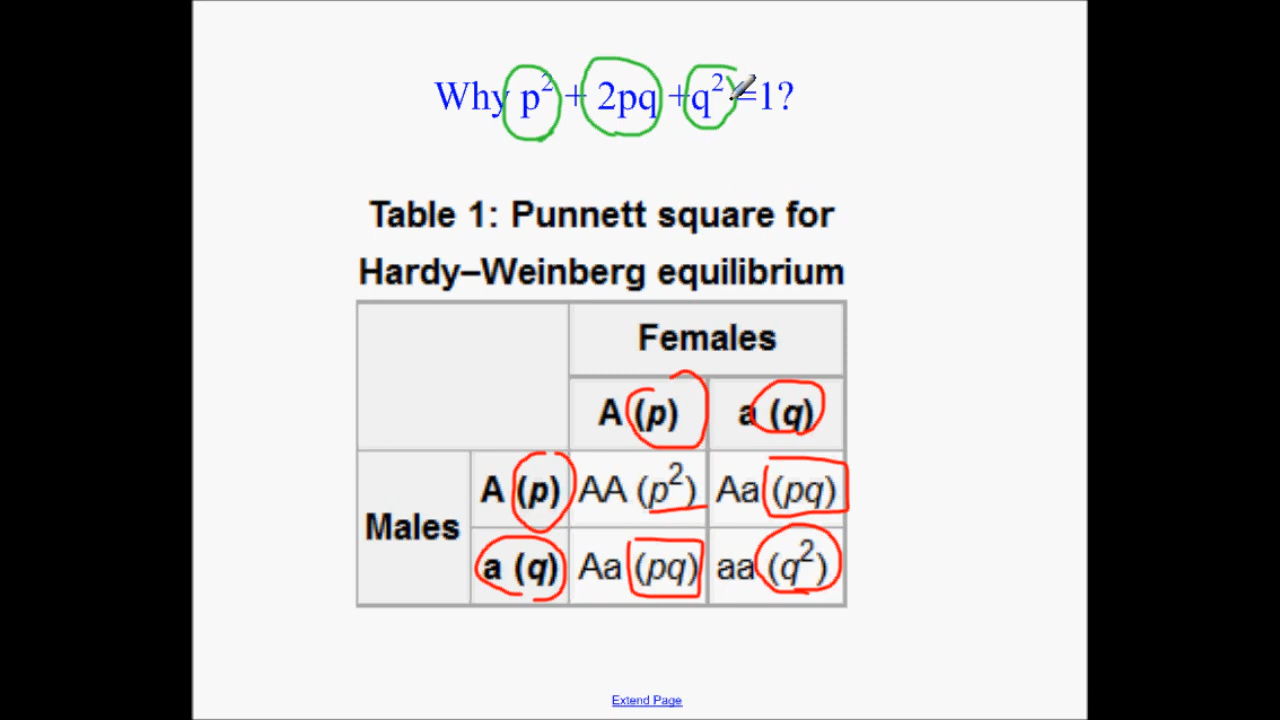 Why p² + 2pq +q²=1?
Table 1: Punnett square for
Hardy–Weinberg equilibrium
Females
A (p) a (q)
Males
A (p) AA (p²) Aa (pq)
a (q) Aa (pq) aa (q²)
Extend Page